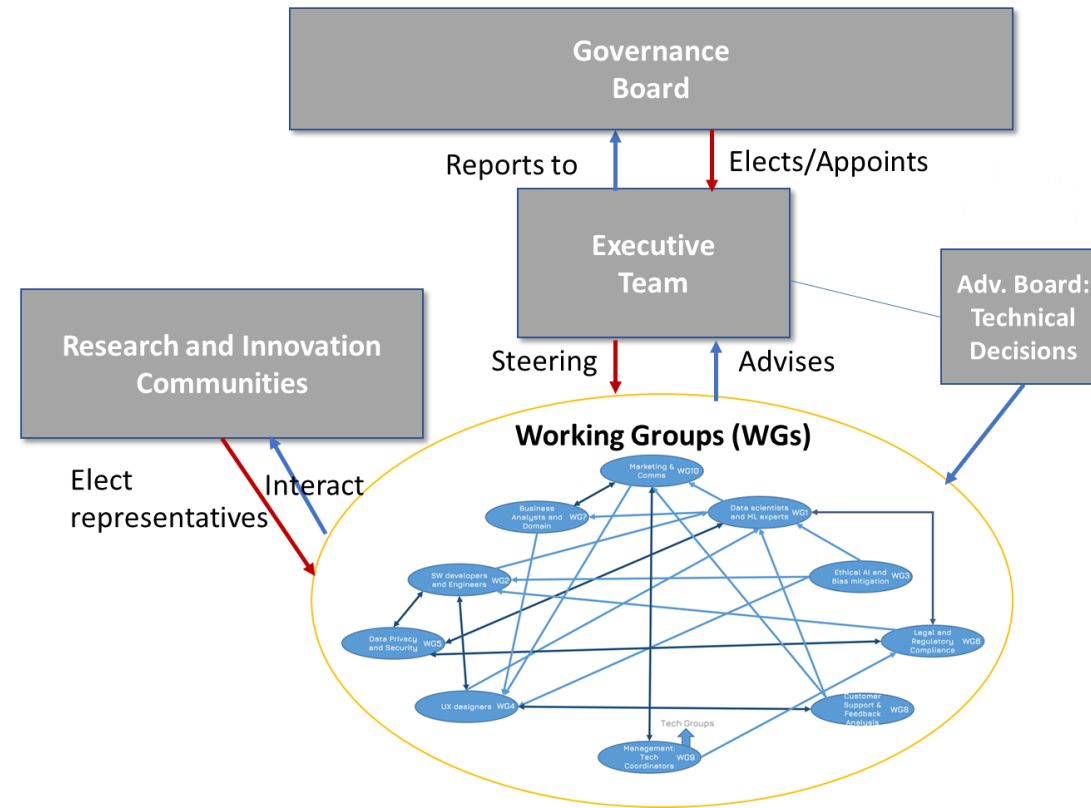 Governance
Board
Reports to
Elects/Appoints
Executive
Team
Adv. Board:
Technical
Decisions
Research and Innovation
Communities
Steering
Advises
Elect
representatives
Interact
Working Groups (WGs)
Marketing &
Comms
WG10
Business
Analysts and
Domain
WG7
Data scientists
and ML experts
WG1
SW developers
and Engineers
WG2
Ethical AI and
Bias mitigation
WG3
Data Privacy
and Security
WG5
Legal and
Regulatory
Compliance
WG6
UX designers
WG4
Customer
Support &
Feedback
Analysis
WG8
Tech Groups
Management:
Tech
Coordinators
WG9